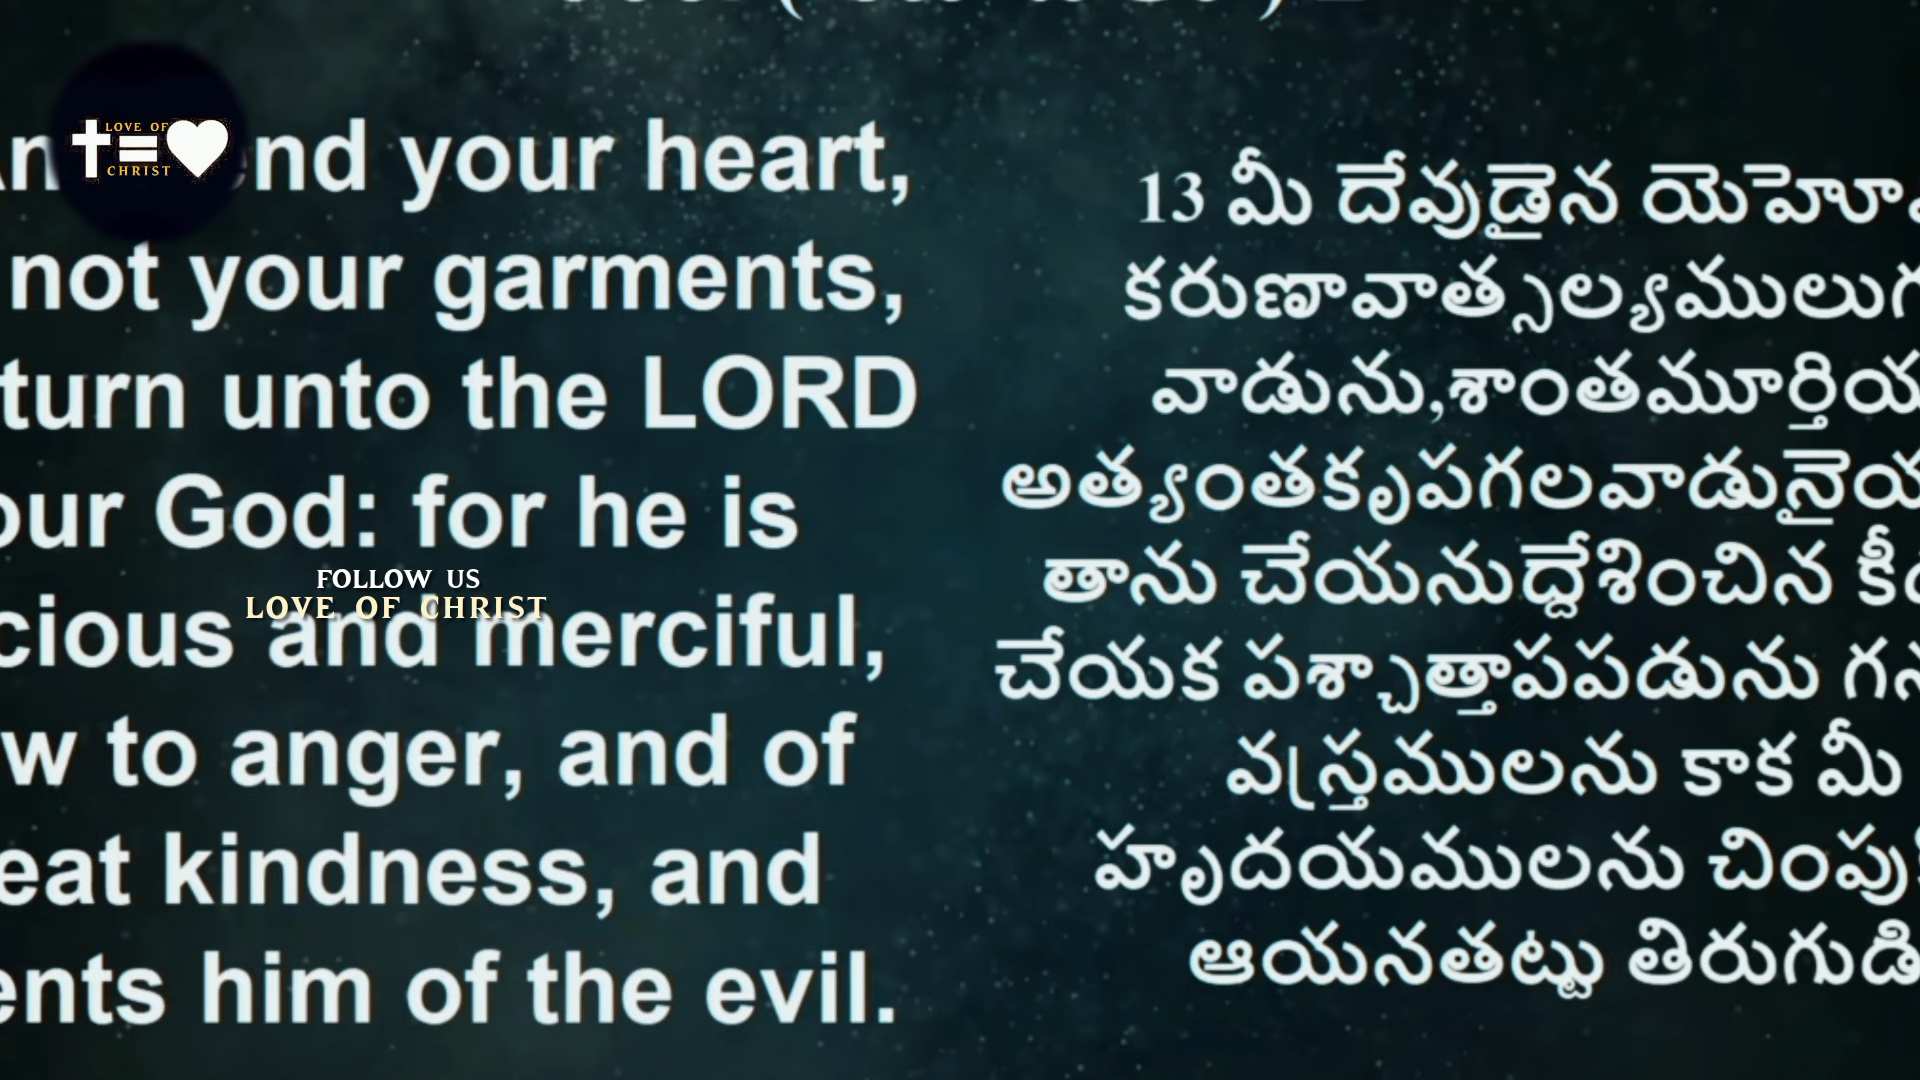 LOVE OF
CHRIST
nd your heart,
not your garments,
turn unto the LORD
our God: for he is
FOLLOW US
LOVE OF CHRIST
cious and merciful,
w to anger, and of
eat kindness, and
ents him of the evil.
13 మీ దేవుడైన
కరుణావాత్సల్యములుగ
వాడును,శాంతమూర్తియ
అత్యంతకృపగలవాడునైయ
తాను చేయనుద్దేశించిన
చేయక పశ్చాత్తాపపడును
వస్త్రములను కాక మీ
హృదయములను
ఆయనతట్టు తిరుగుడి